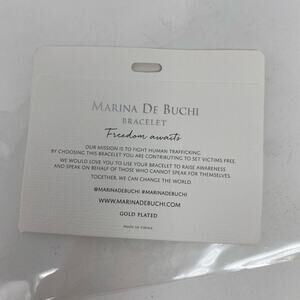 MARINA DE BUCHI
BRACELET
Freedom awaits
OUR MISSION IS TO FIGHT HUMAN TRAFFICKING.
BY CHOOSING THIS BRACELET YOU ARE CONTRIBUTING TO SET VICTIMS FREE.
WE WOULD LOVE YOU TO USE YOUR BRACELET TO RAISE AWARENESS
AND SPEAK ON BEHALF OF THOSE WHO CANNOT SPEAK FOR THEMSELVES
TOGETHER, WE CAN CHANGE THE WORLD.
@MARINADEBUCHI #MARINADEBUCHI
WWW.MARINADEBUCHI.COM
GOLD PLATED
MADE IN CHINA